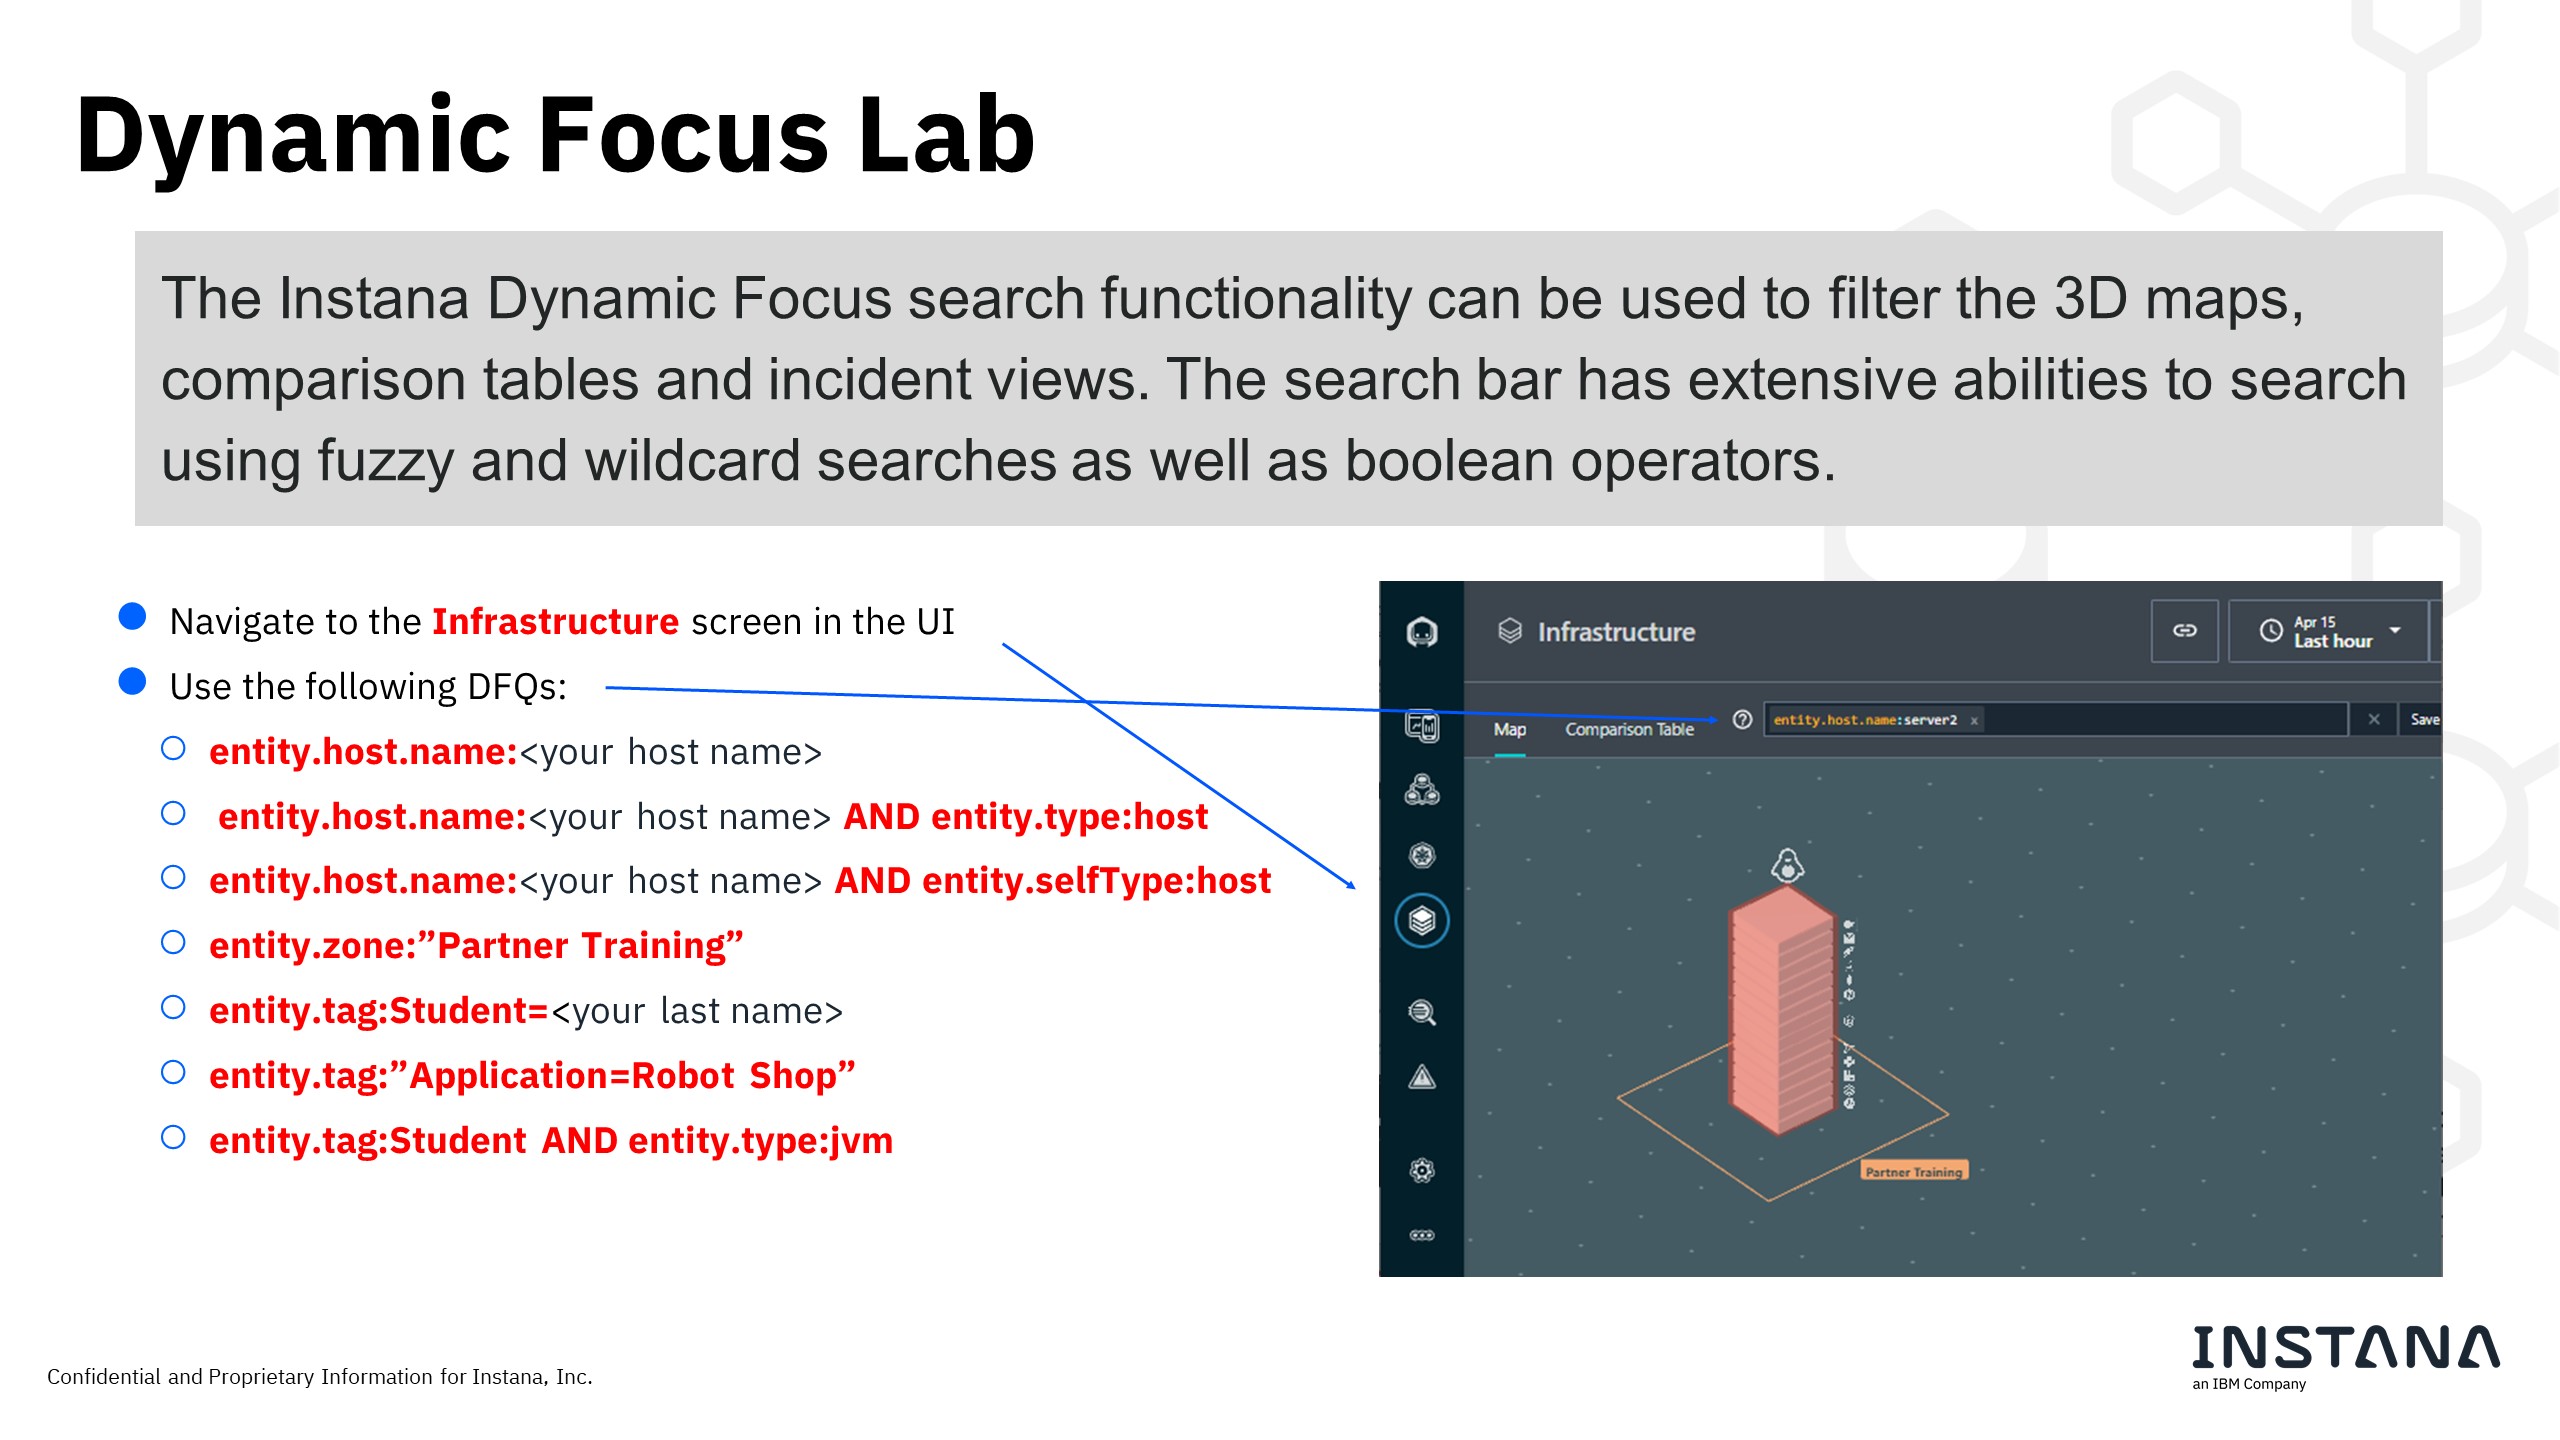 Dynamic Focus Lab
The Instana Dynamic Focus search functionality can be used to filter the 3D maps,
comparison tables and incident views. The search bar has extensive abilities to search
using fuzzy and wildcard searches as well as boolean operators.
Navigate to the Infrastructure screen in the UI
Use the following DFQs:
entity.host.name:<your host name>
entity.host.name:<your host name> AND entity.type:host
entity.host.name:<your host name> AND entity.selfType:host
entity.zone:”Partner Training”
entity.tag:Student=<your last name>
entity.tag:”Application=Robot Shop”
entity.tag:Student AND entity.type:jvm
Infrastructure
Apr 15
Last hour
Map
Comparison Table
entity.host.name:server2 x
Save
Partner Training
Confidential and Proprietary Information for Instana, Inc.
INSTANA
an IBM Company